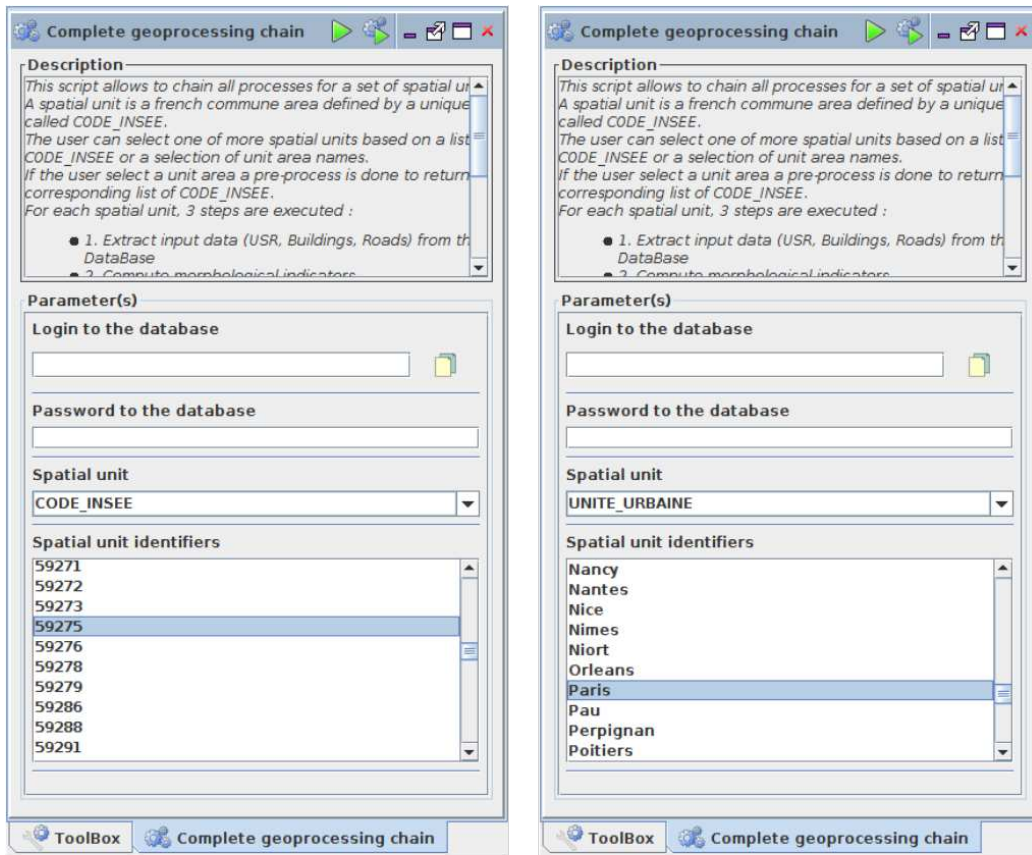 Complete geoprocessing chain
Description
This script allows to chain all processes for a set of spatial
A spatial unit is a french commune area defined by a unique
called CODE_INSEE.
The user can select one of more spatial units based on a list
CODE_INSEE or a selection of unit area names.
If the user select a unit area a pre-process is done to return
corresponding list of CODE_INSEE.
For each spatial unit, 3 steps are executed :
1. Extract input data (USR, Buildings, Roads) from
DataBase
2. Compute morphological indicators
Parameter(s)
Login to the database
Password to the database
Spatial unit
CODE_INSEE
Spatial unit identifiers
59271
59272
59273
59275
59276
59278
59279
59286
59288
59291
ToolBox
Complete geoprocessing chain
Complete geoprocessing chain
Description
This script allows to chain all processes for a set of spatial
A spatial unit is a french commune area defined by a unique
called CODE_INSEE.
The user can select one of more spatial units based on a list
CODE_INSEE or a selection of unit area names.
If the user select a unit area a pre-process is done to return
corresponding list of CODE_INSEE.
For each spatial unit, 3 steps are executed :
1. Extract input data (USR, Buildings, Roads) from
DataBase
2. Compute morphological indicators
Parameter(s)
Login to the database
Password to the database
Spatial unit
UNITE_URBAINE
Spatial unit identifiers
Nancy
Nantes
Nice
Nimes
Niort
Orleans
Paris
Pau
Perpignan
Poitiers
ToolBox
Complete geoprocessing chain